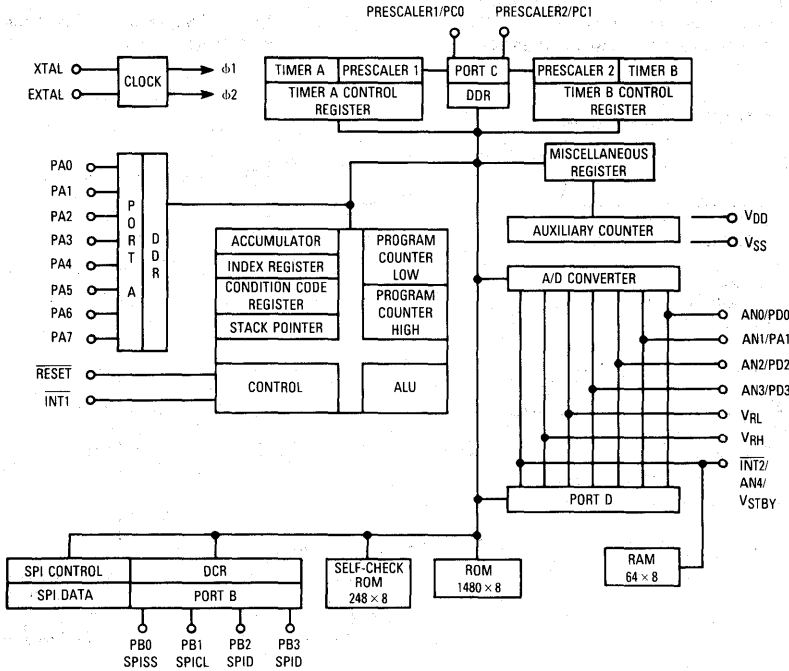 PRESCALER1/PC0 PRESCALER2/PC1
XTAL
EXTAL
CLOCK
ϕ1
ϕ2
TIMER A
PRESCALER 1
TIMER A CONTROL
REGISTER
PORT C
DDR
PRESCALER 2
TIMER B
TIMER B CONTROL
REGISTER
MISCELLANEOUS
REGISTER
AUXILIARY COUNTER
VDD
VSS
PA0
PA1
PA2
PA3
PA4
PA5
PA6
PA7
PORT A
DDR
ACCUMULATOR
INDEX REGISTER
CONDITION CODE
REGISTER
STACK POINTER
PROGRAM
COUNTER
LOW
PROGRAM
COUNTER
HIGH
RESET
INT1
CONTROL
ALU
A/D CONVERTER
AN0/PD0
AN1/PA1
AN2/PD2
AN3/PD3
VRL
VRH
INT2/
AN4/
VSTBY
PORT D
SPI CONTROL
SPI DATA
DCR
PORT B
SELF-CHECK
ROM
248 × 8
ROM
1480 × 8
RAM
64 × 8
PB0 PB1 PB2 PB3
SPISS SPICL SPID SPID